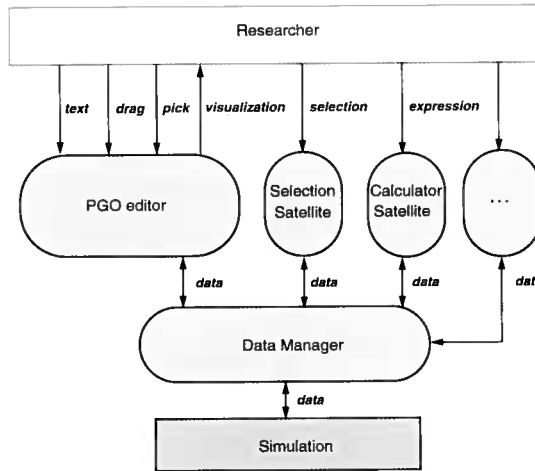 Researcher
text drag pick visualization selection expression
PGO editor
Selection
Satellite
Calculator
Satellite
...
data data data dat
Data Manager
data
Simulation